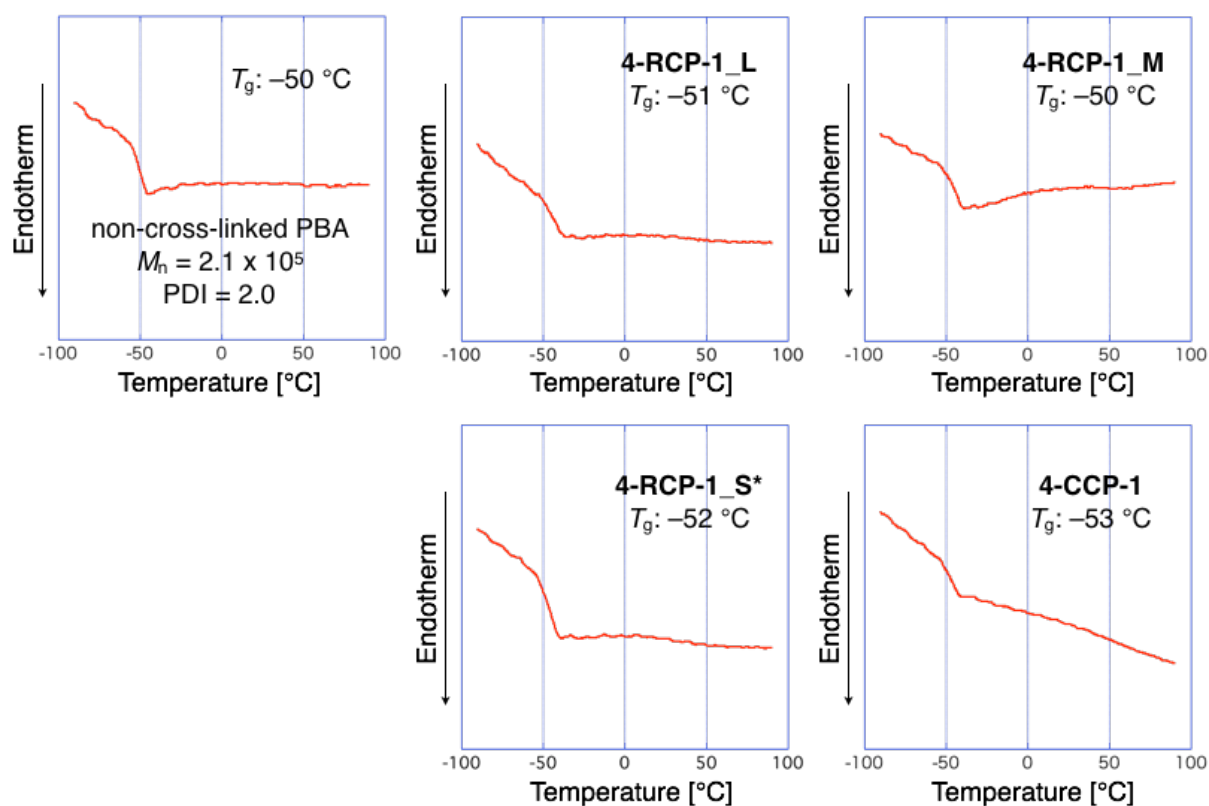 Tg: –50 °C
non-cross-linked PBA
Mn = 2.1 x 10⁵
PDI = 2.0
Endotherm
-100 -50 0 50 100
Temperature [°C]
4-RCP-1_L
Tg: –51 °C
Endotherm
-100 -50 0 50 100
Temperature [°C]
4-RCP-1_M
Tg: –50 °C
Endotherm
-100 -50 0 50 100
Temperature [°C]
4-RCP-1_S*
Tg: –52 °C
Endotherm
-100 -50 0 50 100
Temperature [°C]
4-CCP-1
Tg: –53 °C
Endotherm
-100 -50 0 50 100
Temperature [°C]